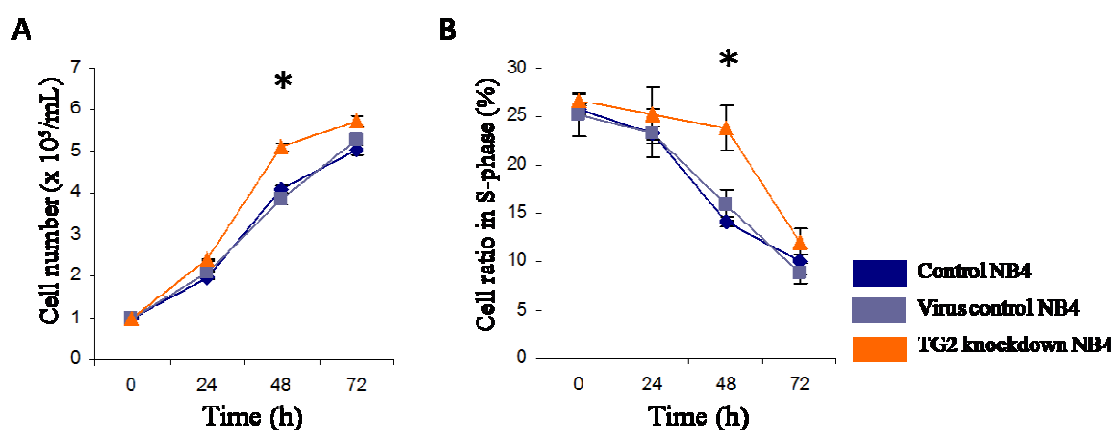 A
Cell number (x 10⁵/mL)
7
6
5
4
3
2
1
0
*
0 24 48 72
Time (h)
B
Cell ratio in S-phase (%)
30
25
20
15
10
5
0
*
0 24 48 72
Time (h)
Control NB4
Virus control NB4
TG2 knockdown NB4